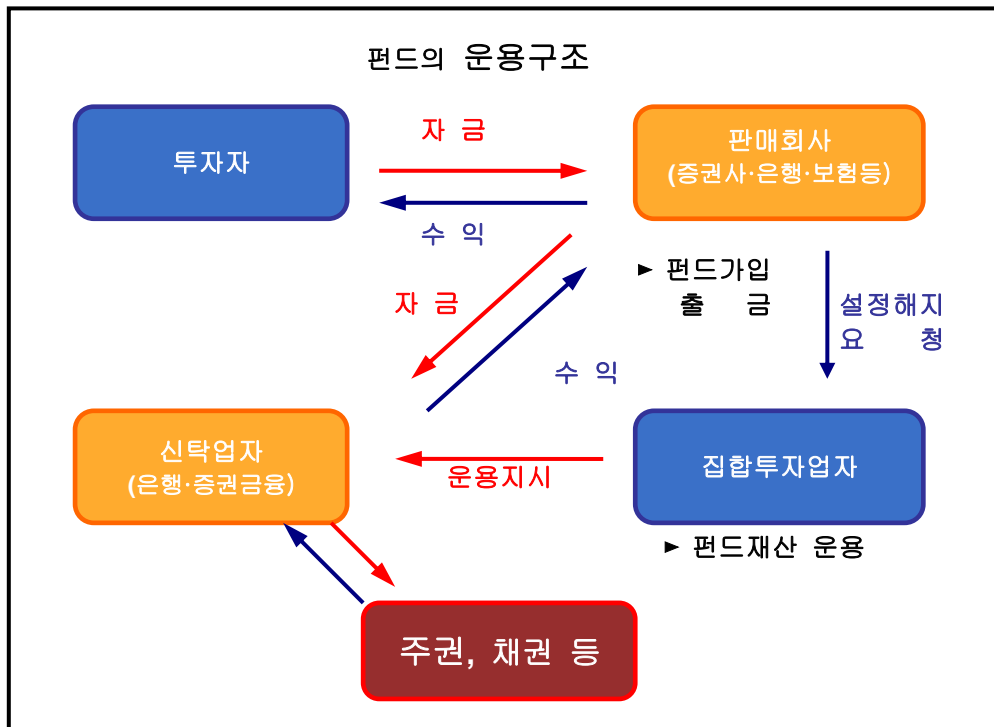 펀드의 운용구조
자 금
투자자
판매회사
(증권사·은행·보험등)
수 익
► 펀드가입
출 금
설정해지
요 청
자 금
수 익
신탁업자
(은행·증권금융)
운용지시
집합투자업자
► 펀드재산 운용
주권, 채권 등